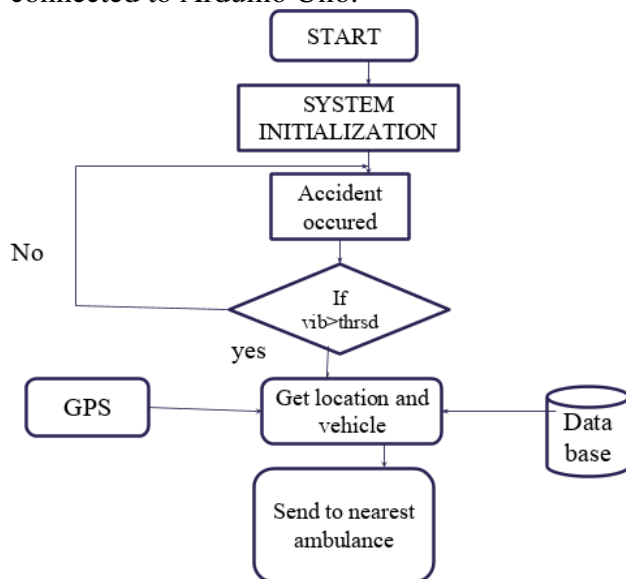 connected to Arduino Uno.
START
SYSTEM
INITIALIZATION
Accident
occured
No
If
vib>thrsd
yes
GPS
Get location and
vehicle
Data
base
Send to nearest
ambulance